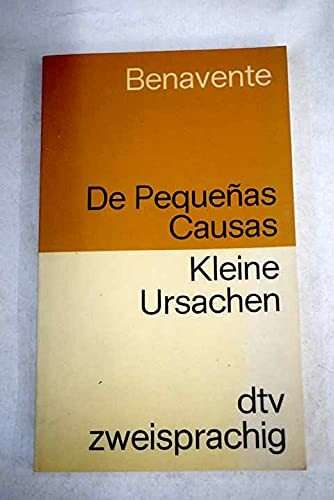 Benavente
De Pequeñas
Causas
Kleine
Ursachen
dtv
zweisprachig